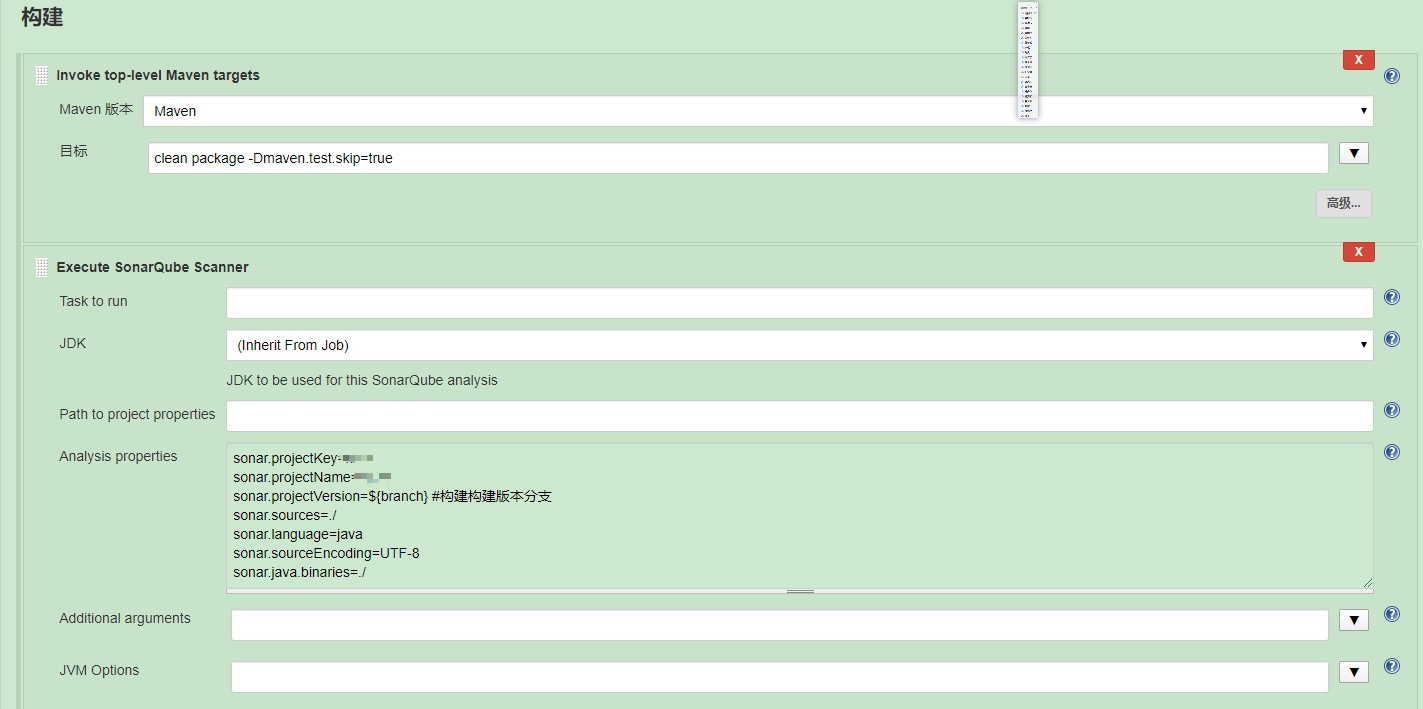 构建
Invoke top-level Maven targets
X
Maven 版本
Maven
目标
clean package -Dmaven.test.skip=true
高级...
Execute SonarQube Scanner
X
Task to run
JDK
(Inherit From Job)
JDK to be used for this SonarQube analysis
Path to project properties
Analysis properties
sonar.projectKey=
sonar.projectName=
sonar.projectVersion=${branch} #构建构建版本分支
sonar.sources=./
sonar.language=java
sonar.sourceEncoding=UTF-8
sonar.java.binaries=./
Additional arguments
JVM Options